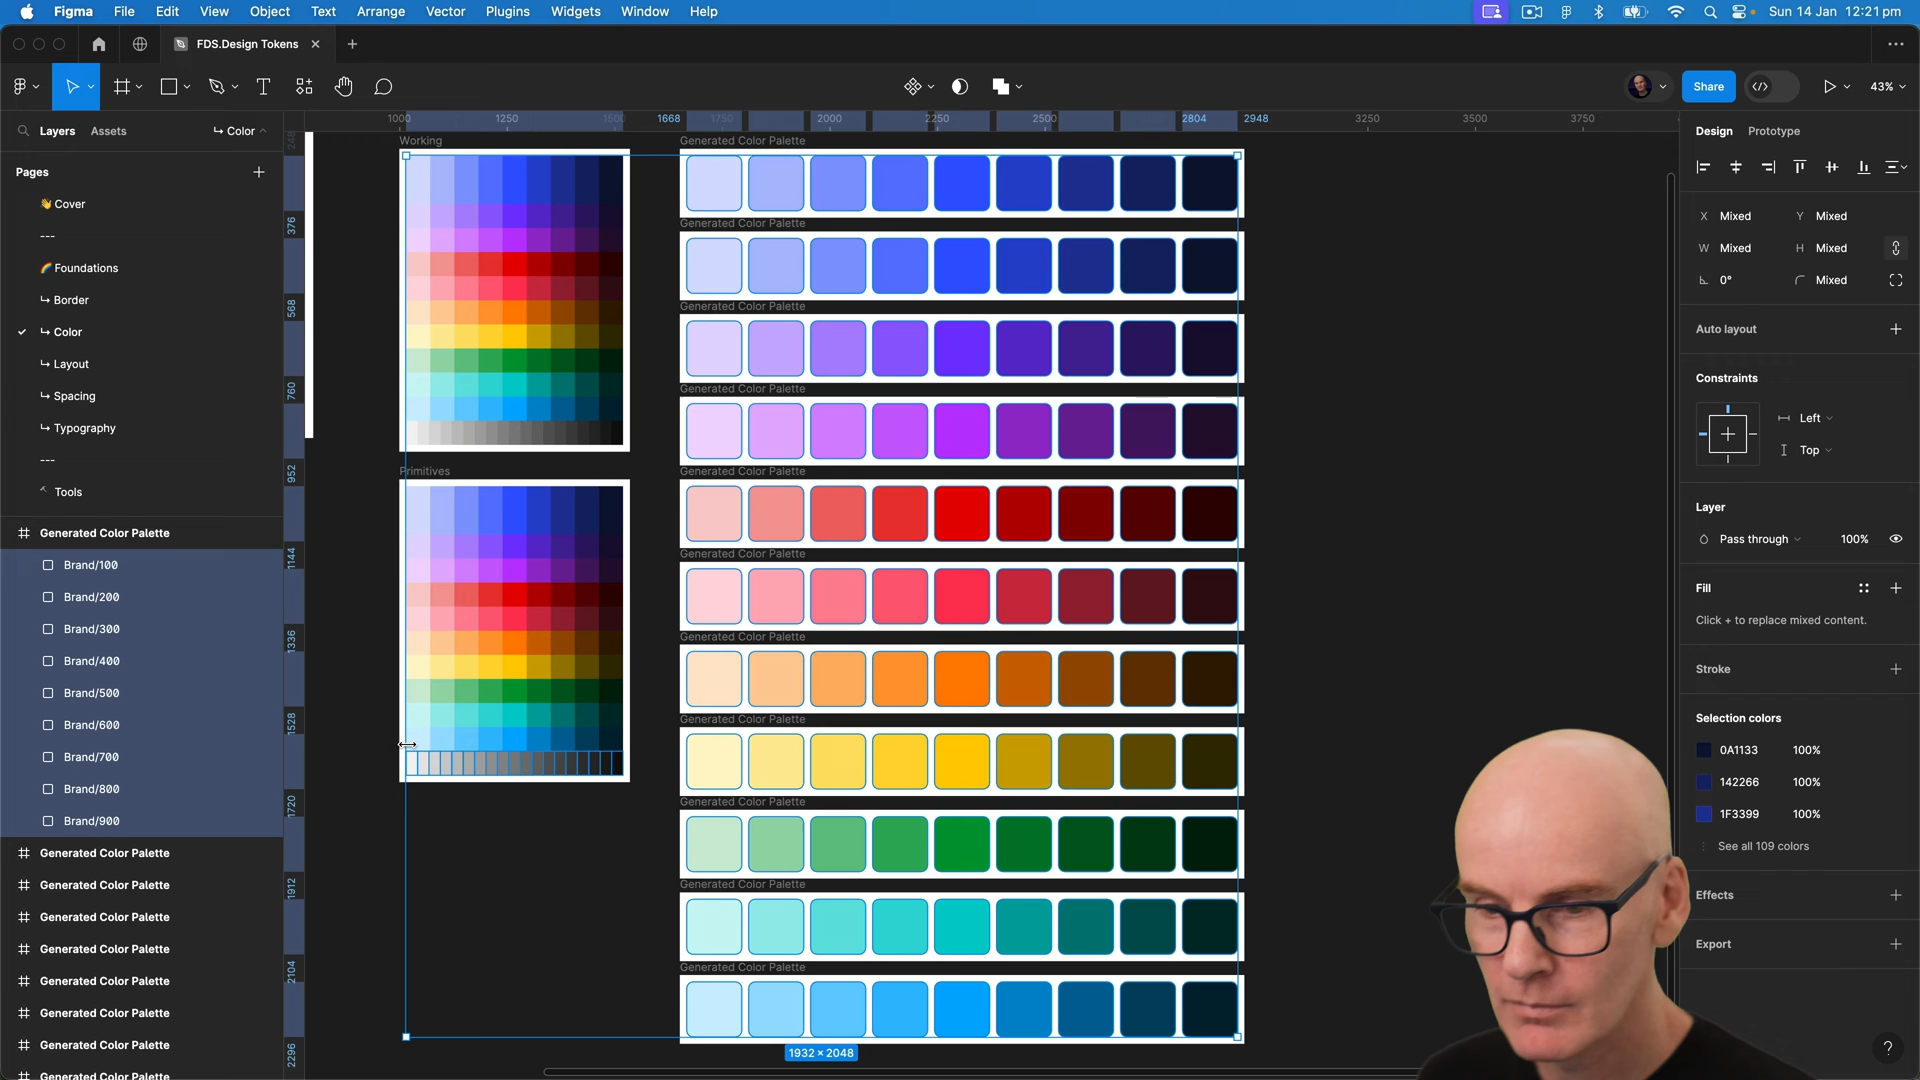 Figma File Edit View Object Text Arrange Vector Plugins Widgets Window Help Sun 14 Jan 12:21 pm
FDS.Design Tokens
Share 43%
Layers Assets ↳ Color
1000 1250 1500 1668 1750 2000 2250 2500 2804 2948 3250 3500 3750
Design Prototype
Pages
👋 Cover
---
🌈 Foundations
↳ Border
↳ Color
↳ Layout
↳ Spacing
↳ Typography
---
Tools
Generated Color Palette
Brand/100
Brand/200
Brand/300
Brand/400
Brand/500
Brand/600
Brand/700
Brand/800
Brand/900
Generated Color Palette
Generated Color Palette
Generated Color Palette
Generated Color Palette
Generated Color Palette
Generated Color Palette
Generated Color Palette
Generated Color Palette
376
568
760
952
1144
1336
1528
1720
1912
2104
2296
Working
Primitives
Generated Color Palette
Generated Color Palette
Generated Color Palette
Generated Color Palette
Generated Color Palette
Generated Color Palette
Generated Color Palette
Generated Color Palette
Generated Color Palette
Generated Color Palette
Generated Color Palette
1932 × 2048
X Mixed Y Mixed
W Mixed H Mixed
0° Mixed
Auto layout
Constraints
Left
Top
Layer
Pass through 100%
Fill
Click + to replace mixed content.
Stroke
Selection colors
0A1133 100%
142266 100%
1F3399 100%
See all 109 colors
Effects
Export
?